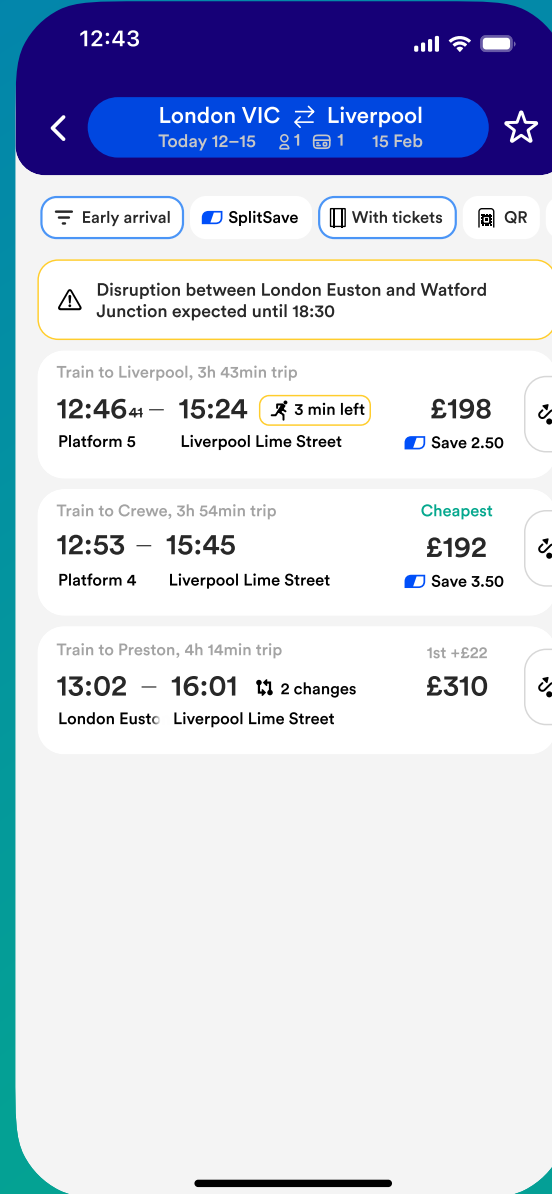 12:43
London VIC ⇄ Liverpool
Today 12–15 1 1 15 Feb
Early arrival SplitSave With tickets QR
Disruption between London Euston and Watford
Junction expected until 18:30
Train to Liverpool, 3h 43min trip
12:46 41 — 15:24 3 min left £198
Platform 5 Liverpool Lime Street Save 2.50
Train to Crewe, 3h 54min trip Cheapest
12:53 — 15:45 £192
Platform 4 Liverpool Lime Street Save 3.50
Train to Preston, 4h 14min trip 1st +£22
13:02 — 16:01 2 changes £310
London Eusto Liverpool Lime Street